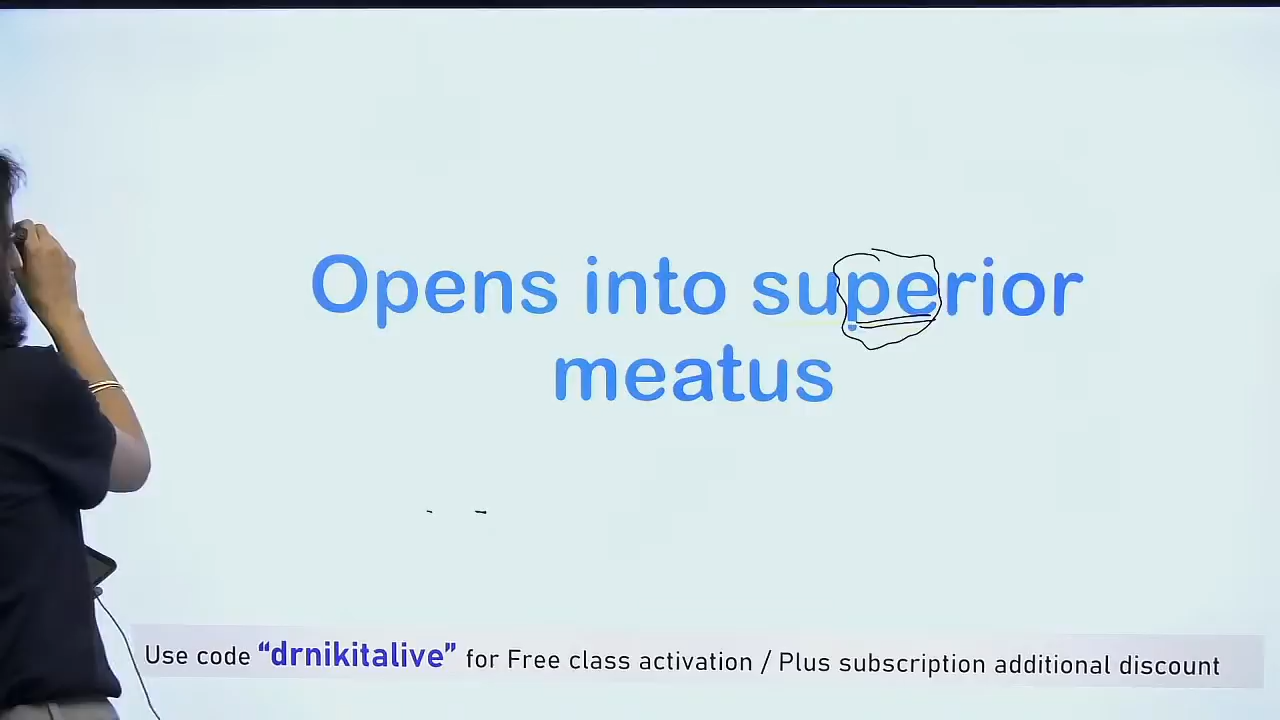 Opens into superior
meatus
Use code “drnikitalive” for Free class activation / Plus subscription additional discount